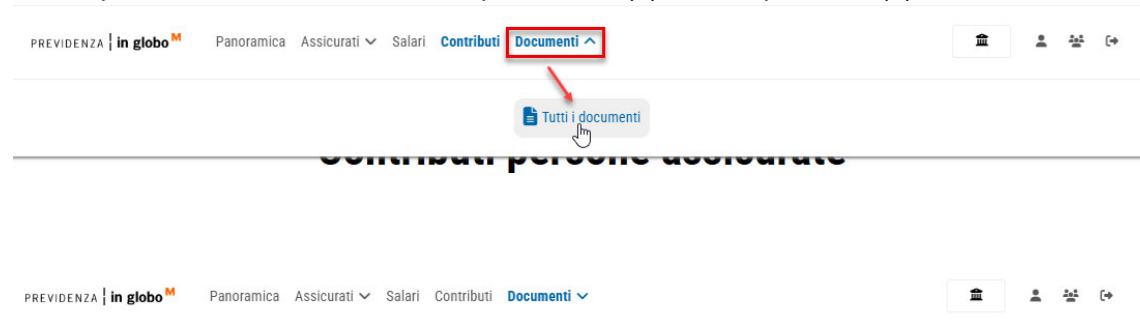 PREVIDENZA in globo M Panoramica Assicurati Salari Contributi Documenti
Tutti i documenti
Contributi persone assicurate
PREVIDENZA in globo M Panoramica Assicurati Salari Contributi Documenti